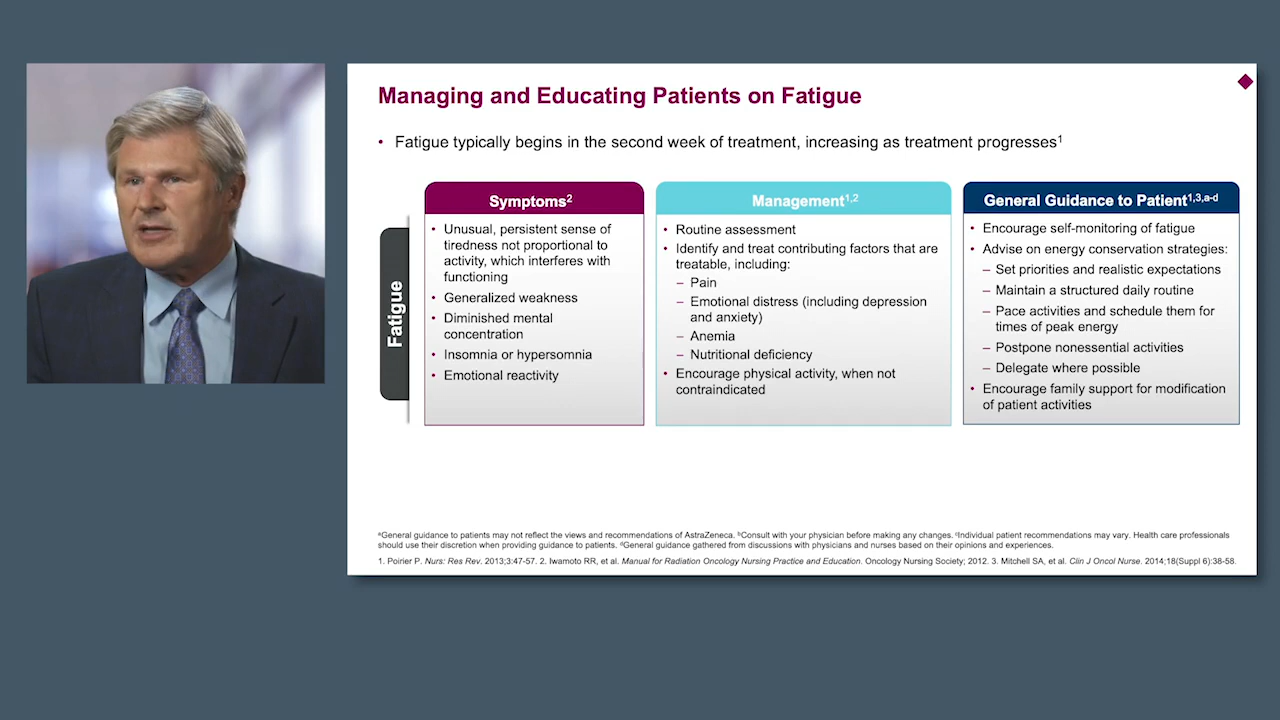 Managing and Educating Patients on Fatigue
• Fatigue typically begins in the second week of treatment, increasing as treatment progresses¹
Fatigue
Symptoms²
• Unusual, persistent sense of
tiredness not proportional to
activity, which interferes with
functioning
• Generalized weakness
• Diminished mental
concentration
• Insomnia or hypersomnia
• Emotional reactivity
Management¹,²
• Routine assessment
• Identify and treat contributing factors that are
treatable, including:
– Pain
– Emotional distress (including depression
and anxiety)
– Anemia
– Nutritional deficiency
• Encourage physical activity, when not
contraindicated
General Guidance to Patient¹,³,ᵃ⁻ᵈ
• Encourage self-monitoring of fatigue
• Advise on energy conservation strategies:
– Set priorities and realistic expectations
– Maintain a structured daily routine
– Pace activities and schedule them for
times of peak energy
– Postpone nonessential activities
– Delegate where possible
• Encourage family support for modification
of patient activities
ᵃGeneral guidance to patients may not reflect the views and recommendations of AstraZeneca. ᵇConsult with your physician before making any changes. ᶜIndividual patient recommendations may vary. Health care professionals
should use their discretion when providing guidance to patients. ᵈGeneral guidance gathered from discussions with physicians and nurses based on their opinions and experiences.
1. Poirier P. Nurs: Res Rev. 2013;3:47-57. 2. Iwamoto RR, et al. Manual for Radiation Oncology Nursing Practice and Education. Oncology Nursing Society; 2012. 3. Mitchell SA, et al. Clin J Oncol Nurse. 2014;18(Suppl 6):38-58.